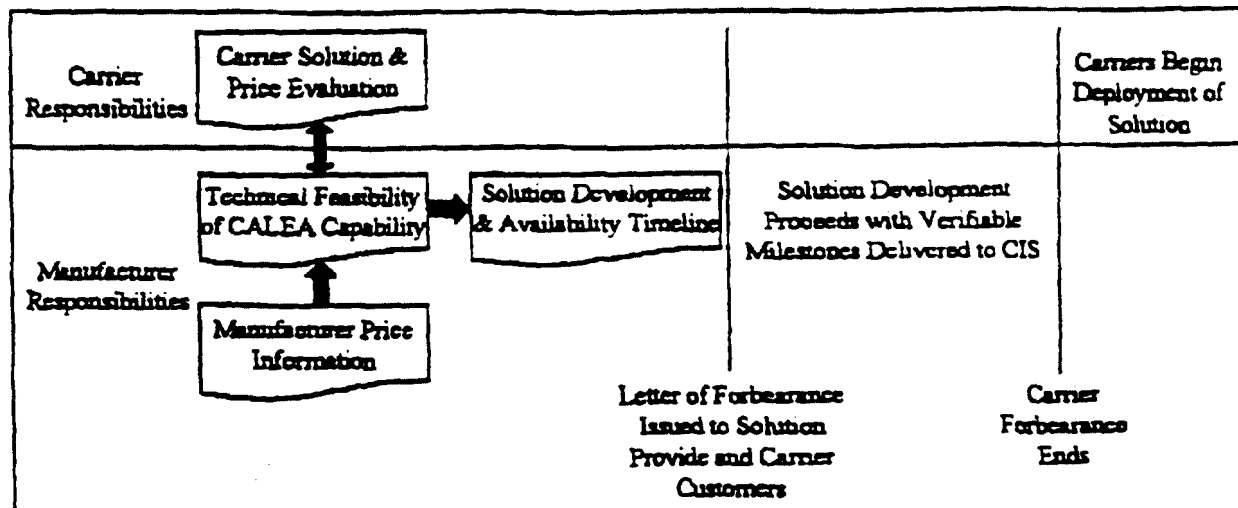 Carrier
Responsibilities
Carrier Solution &
Price Evaluation
Carriers Begin
Deployment of
Solution
Manufacturer
Responsibilities
Technical Feasibility
of CALEA Capability
Solution Development
& Availability Timeline
Solution Development
Proceeds with Verifiable
Milestones Delivered to CIS
Manufacturer Price
Information
Letter of Forbearance
Issued to Solution
Provide and Carrier
Customers
Carrier
Forbearance
Ends